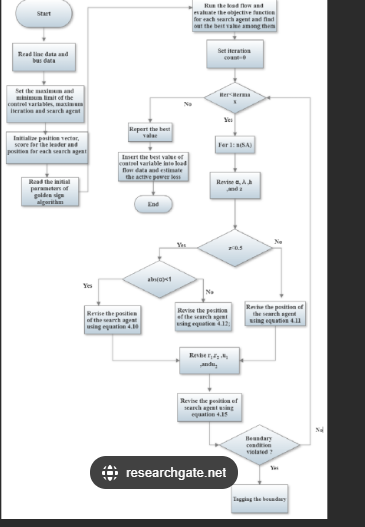 Start
Read line data and
bus data
Set the maximum and
minimum limit of the
control variables, maximum
iteration and search agent
Initialize position vector,
score for the leader and
position for each search agent
Read the initial
parameters of
golden sign
algorithm
Run the load flow and
evaluate the objective function
for each search agent and find
out the best value among them
Set iteration
count=0
iter<iterma
x
No
Yes
Report the best
value
Insert the best value of
control variable into load
flow data and estimate
the active power loss
End
For 1: n(SA)
Revise
and z
z<0.5
Yes
No
abs(α)<1
Yes
No
Revise the position
of the search agent
using equation 4.10
Revise the position
of the search agent
using equation 4.12;
Revise the position of
the search agent
using equation 4.11
Revise r₁,r₂
Revise the position of
search agent using
equation 4.15
Boundary
condition
violated ?
No
Yes
Tagging the boundary
researchgate.net